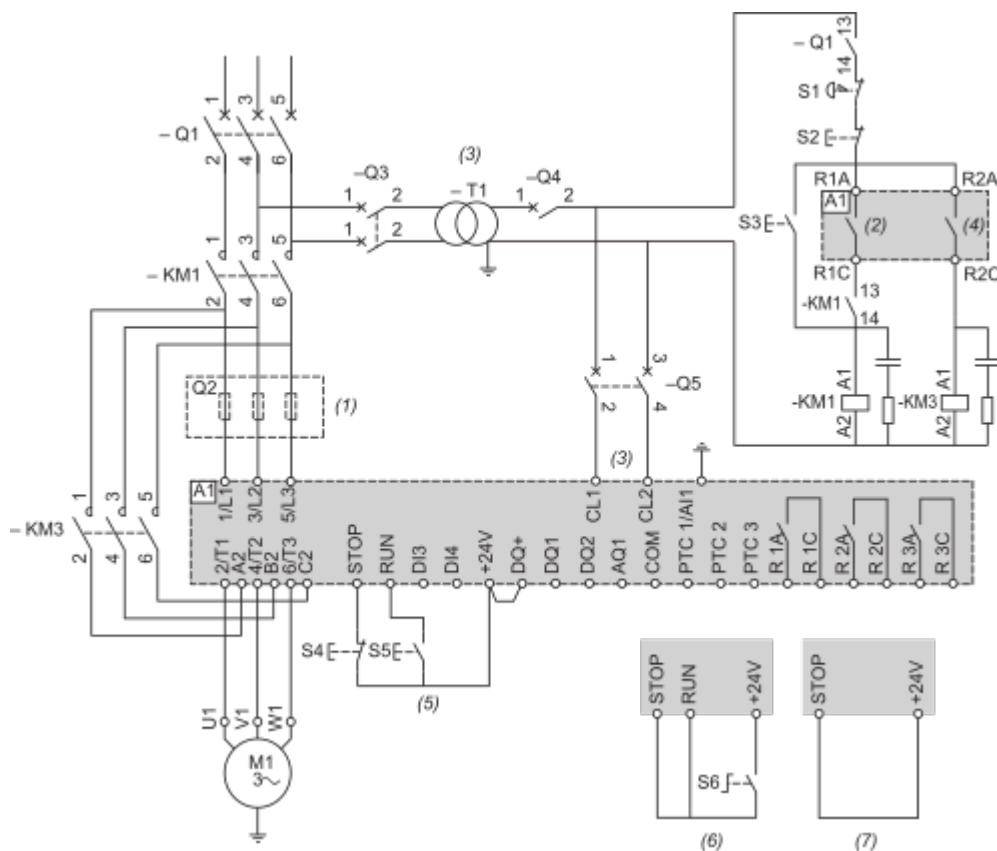 13
– Q1
14
S1
S2
1 3 5
– Q1
2 4 6
(3)
–Q3
1 2
1 2
– T1
–Q4
1 2
R1A R2A
A1
S3
(2) (4)
R1C R2C
1 3 5
– KM1
2 4 6
-KM1
13
14
Q2
(1)
1 3
–Q5
2 4
A1 A1
-KM1 -KM3
A2 A2
(3)
A1
1/L1
3/L2
5/L3
CL1
CL2
PTC 1/AI1
1 3 5
– KM3
2 4 6
2/T1
A2
4/T2
B2
6/T3
C2
STOP
RUN
DI3
DI4
+24V
DQ+
DQ1
DQ2
AQ1
COM
PTC 2
PTC 3
R 1A
R 1C
R 2A
R 2C
R 3A
R 3C
S4 S5
(5)
STOP
RUN
+24V
S6
(6)
STOP
+24V
(7)
U1
V1
W1
M1
3~